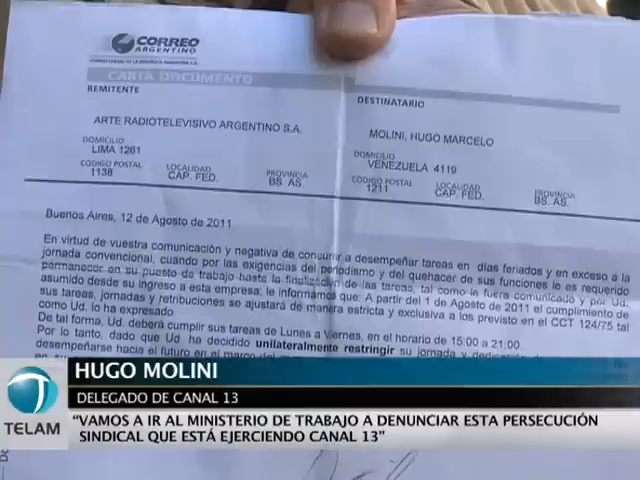 CORREO
ARGENTINO
CARTA DOCUMENTO
REMITENTE
ARTE RADIOTELEVISIVO ARGENTINO S.A.
DOMICILIO
LIMA 1261
CODIGO POSTAL
1138
LOCALIDAD
CAP. FED.
PROVINCIA
BS. AS.
DESTINATARIO
MOLINI, HUGO MARCELO
DOMICILIO
VENEZUELA 4119
CODIGO POSTAL
1211
LOCALIDAD
CAP. FED.
PROVINCIA
BS. AS.
Buenos Aires, 12 de Agosto de 2011
En virtud de vuestra comunicación y negativa de concurrir a desempeñar tareas en días feriados y en exceso a la
jornada convencional, cuando por las exigencias del periodismo y del quehacer de sus funciones le es requerido
permanecer en su puesto de trabajo hasta la finalización de las tareas, tal como le fuera comunicado y por Ud.
asumido desde su ingreso a esta empresa; le informamos que: A partir del 1 de Agosto de 2011 el cumplimiento de
sus tareas, jornadas y retribuciones se ajustará de manera estricta y exclusiva a los previsto en el CCT 124/75 tal
como Ud. lo ha expresado.
De tal forma, Ud. deberá cumplir sus tareas de Lunes a Viernes, en el horario de 15:00 a 21:00
Por lo tanto, dado que Ud ha decidido unilateralmente restringir su jornada y
desempeñarse hacia el futuro en el marco del
HUGO MOLINI
DELEGADO DE CANAL 13
TELAM
"VAMOS A IR AL MINISTERIO DE TRABAJO A DENUNCIAR ESTA PERSECUCIÓN
SINDICAL QUE ESTÁ EJERCIENDO CANAL 13"